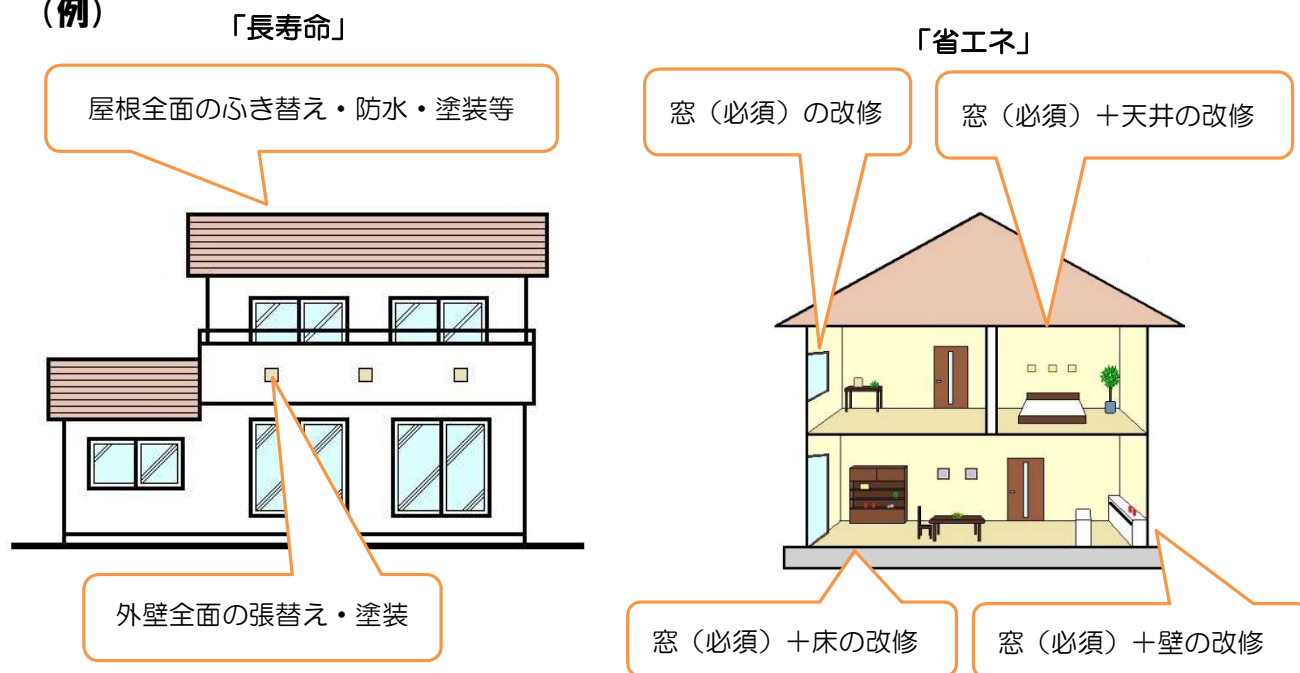 （例）
「長寿命」
「省エネ」
屋根全面のふき替え・防水・塗装等
窓（必須）の改修
窓（必須）＋天井の改修
外壁全面の張替え・塗装
窓（必須）＋床の改修
窓（必須）＋壁の改修